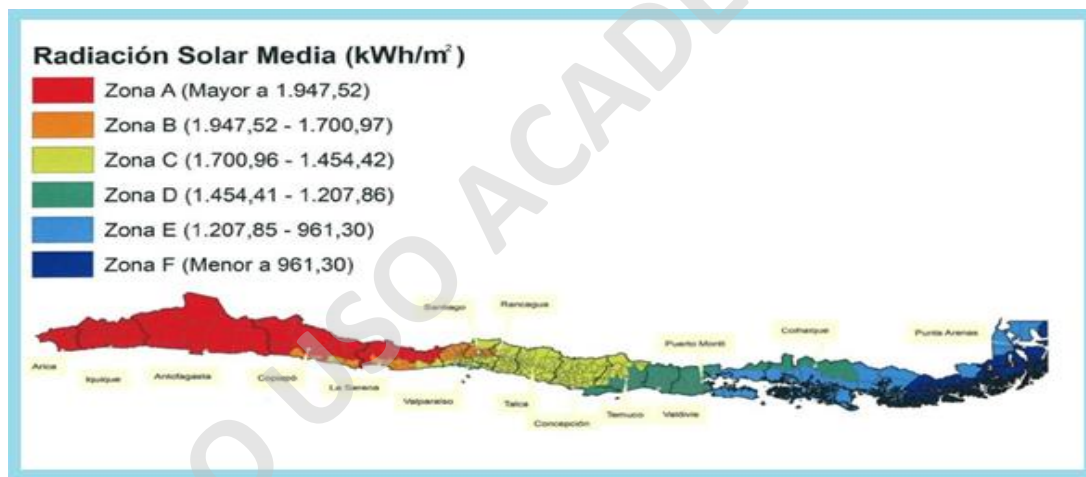 Radiación Solar Media (kWh/m²)
Zona A (Mayor a 1.947,52)
Zona B (1.947,52 - 1.700,97)
Zona C (1.700,96 - 1.454,42)
Zona D (1.454,41 - 1.207,86)
Zona E (1.207,85 - 961,30)
Zona F (Menor a 961,30)
Santiago
Rancagua
Puerto Montt
Coihaique
Punta Arenas
Arica
Iquique
Antofagasta
Copiapó
La Serena
Valparaíso
Talca
Concepción
Temuco
Valdivia
O USO ACADE